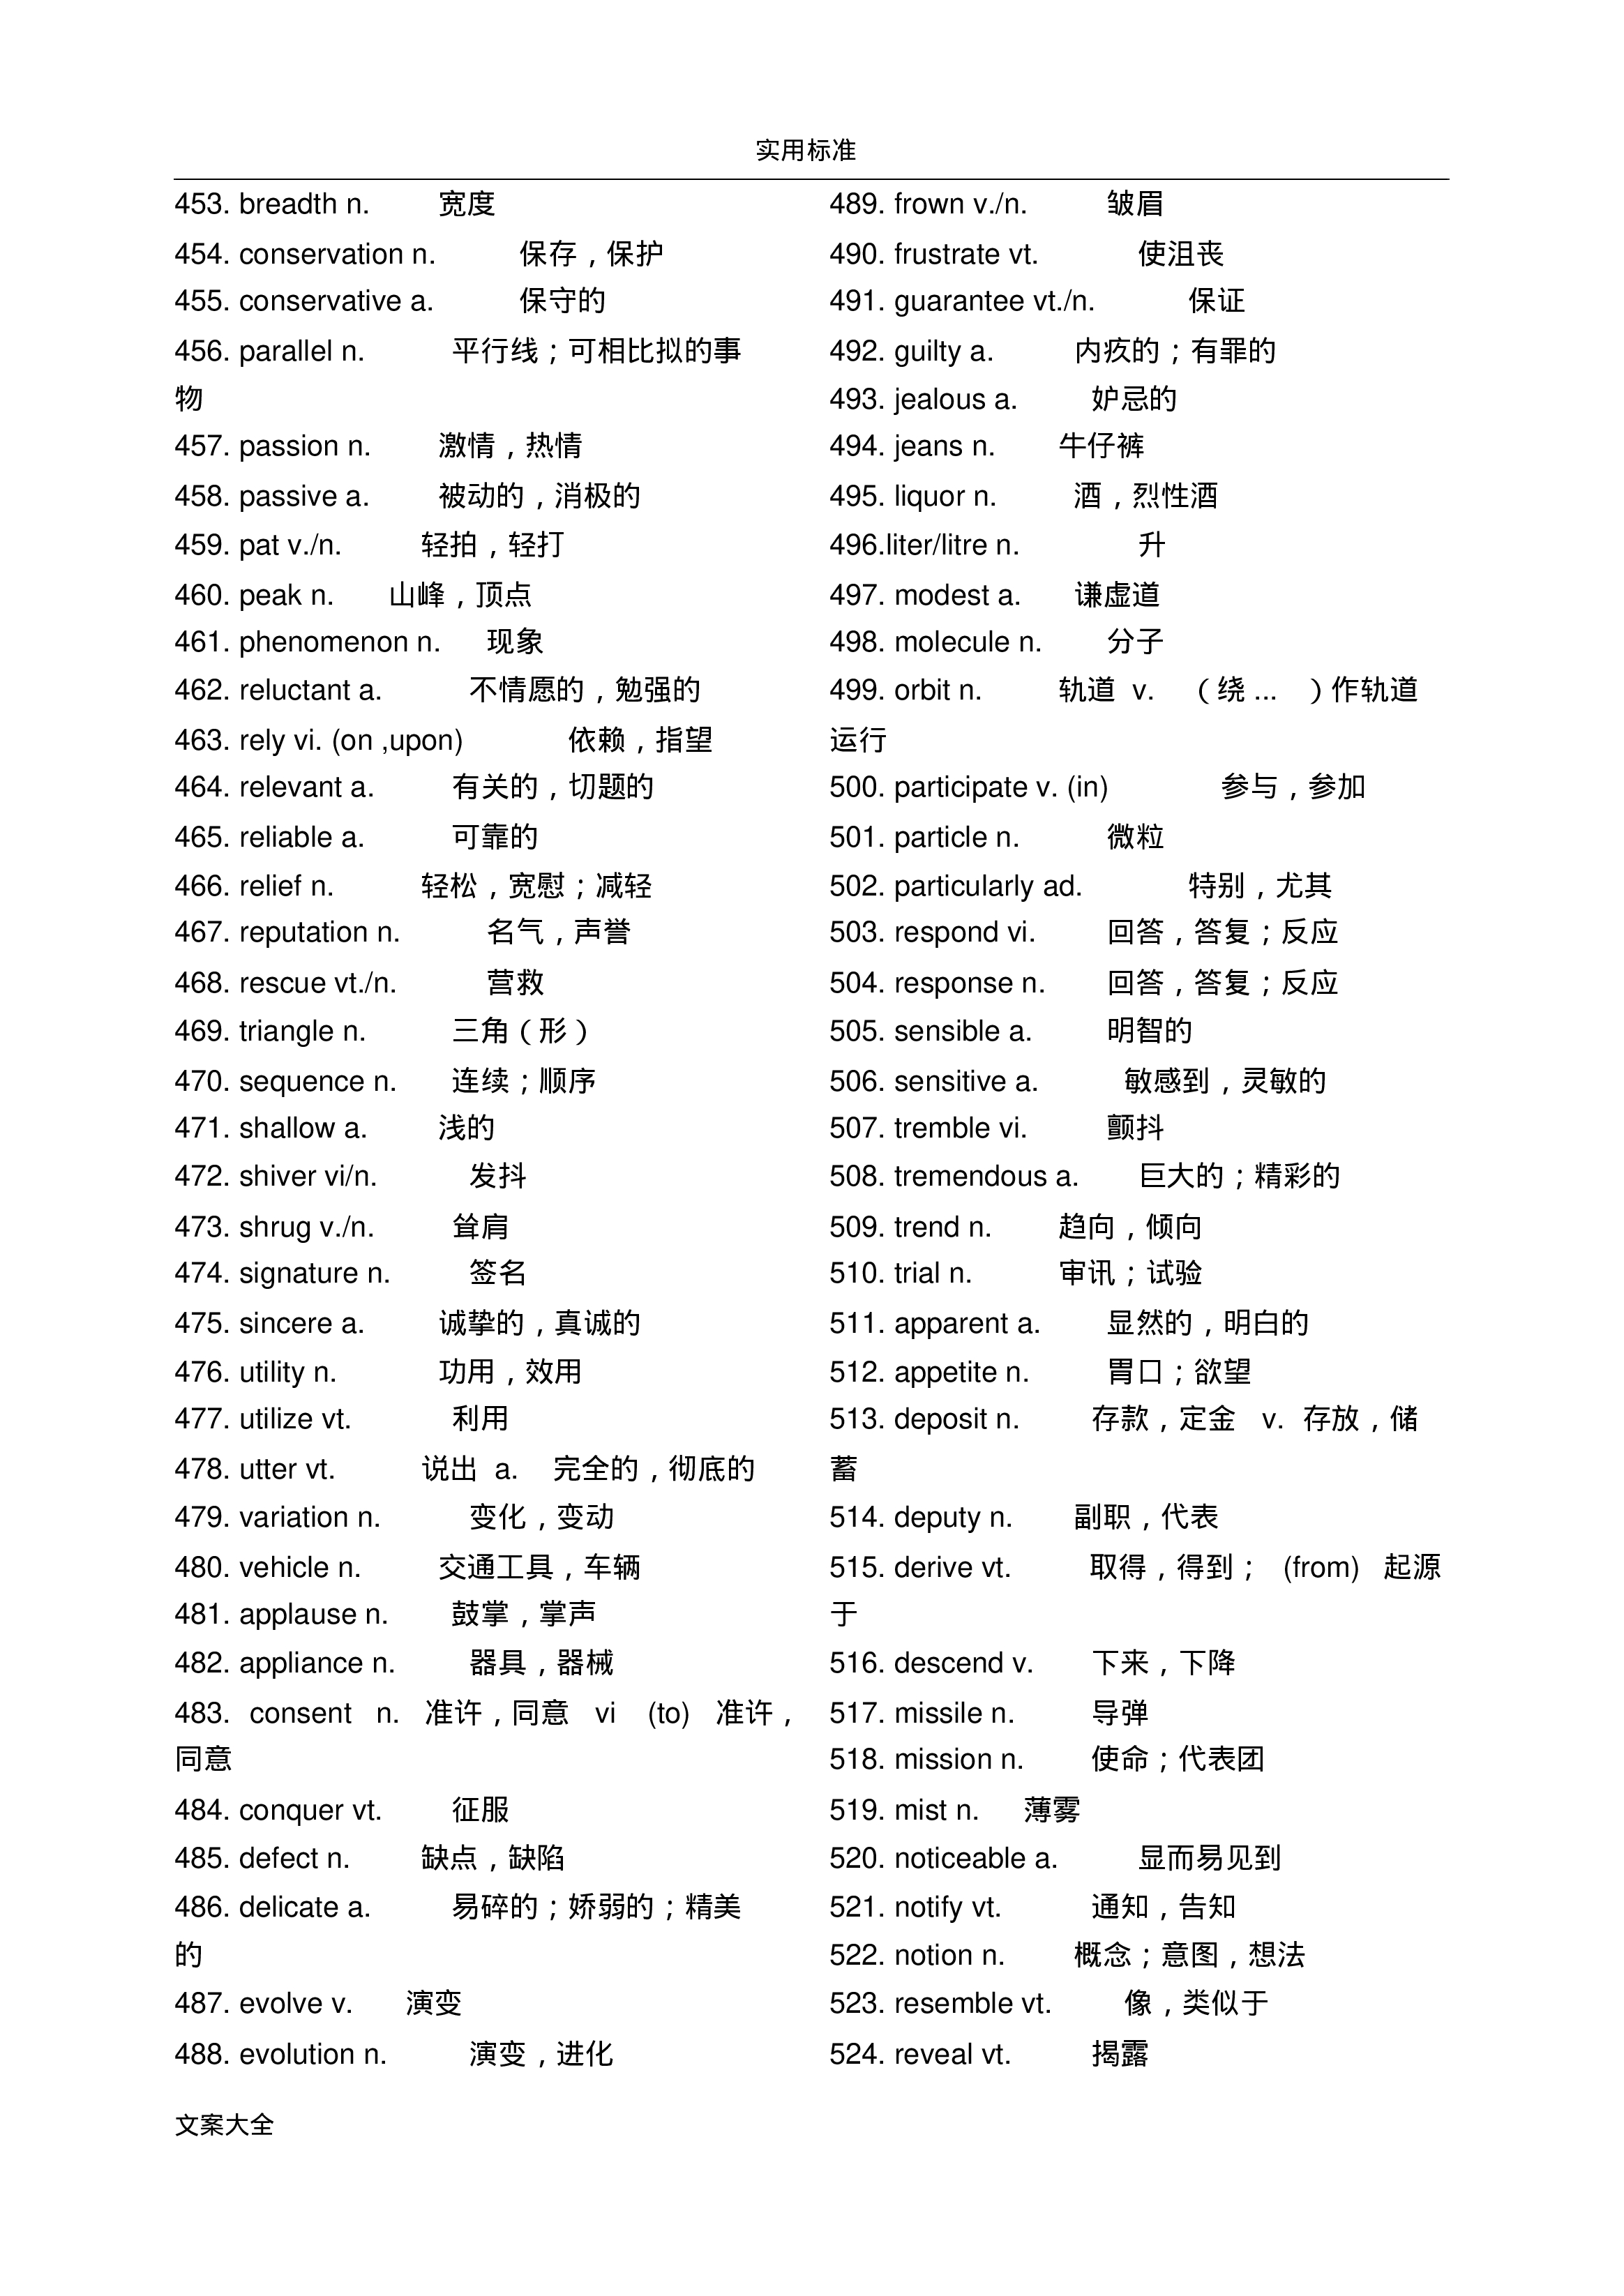 实用标准
453. breadth n. 宽度
454. conservation n. 保存，保护
455. conservative a. 保守的
456. parallel n. 平行线；可相比拟的事
物
457. passion n. 激情，热情
458. passive a. 被动的，消极的
459. pat v./n. 轻拍，轻打
460. peak n. 山峰，顶点
461. phenomenon n. 现象
462. reluctant a. 不情愿的，勉强的
463. rely vi. (on ,upon) 依赖，指望
464. relevant a. 有关的，切题的
465. reliable a. 可靠的
466. relief n. 轻松，宽慰；减轻
467. reputation n. 名气，声誉
468. rescue vt./n. 营救
469. triangle n. 三角（形）
470. sequence n. 连续；顺序
471. shallow a. 浅的
472. shiver vi/n. 发抖
473. shrug v./n. 耸肩
474. signature n. 签名
475. sincere a. 诚挚的，真诚的
476. utility n. 功用，效用
477. utilize vt. 利用
478. utter vt. 说出 a. 完全的，彻底的
479. variation n. 变化，变动
480. vehicle n. 交通工具，车辆
481. applause n. 鼓掌，掌声
482. appliance n. 器具，器械
483. consent n. 准许，同意 vi (to) 准许，
同意
484. conquer vt. 征服
485. defect n. 缺点，缺陷
486. delicate a. 易碎的；娇弱的；精美
的
487. evolve v. 演变
488. evolution n. 演变，进化
489. frown v./n. 皱眉
490. frustrate vt. 使沮丧
491. guarantee vt./n. 保证
492. guilty a. 内疚的；有罪的
493. jealous a. 妒忌的
494. jeans n. 牛仔裤
495. liquor n. 酒，烈性酒
496.liter/litre n. 升
497. modest a. 谦虚道
498. molecule n. 分子
499. orbit n. 轨道 v. （绕... ）作轨道
运行
500. participate v. (in) 参与，参加
501. particle n. 微粒
502. particularly ad. 特别，尤其
503. respond vi. 回答，答复；反应
504. response n. 回答，答复；反应
505. sensible a. 明智的
506. sensitive a. 敏感到，灵敏的
507. tremble vi. 颤抖
508. tremendous a. 巨大的；精彩的
509. trend n. 趋向，倾向
510. trial n. 审讯；试验
511. apparent a. 显然的，明白的
512. appetite n. 胃口；欲望
513. deposit n. 存款，定金 v. 存放，储
蓄
514. deputy n. 副职，代表
515. derive vt. 取得，得到； (from) 起源
于
516. descend v. 下来，下降
517. missile n. 导弹
518. mission n. 使命；代表团
519. mist n. 薄雾
520. noticeable a. 显而易见到
521. notify vt. 通知，告知
522. notion n. 概念；意图，想法
523. resemble vt. 像，类似于
524. reveal vt. 揭露
文案大全